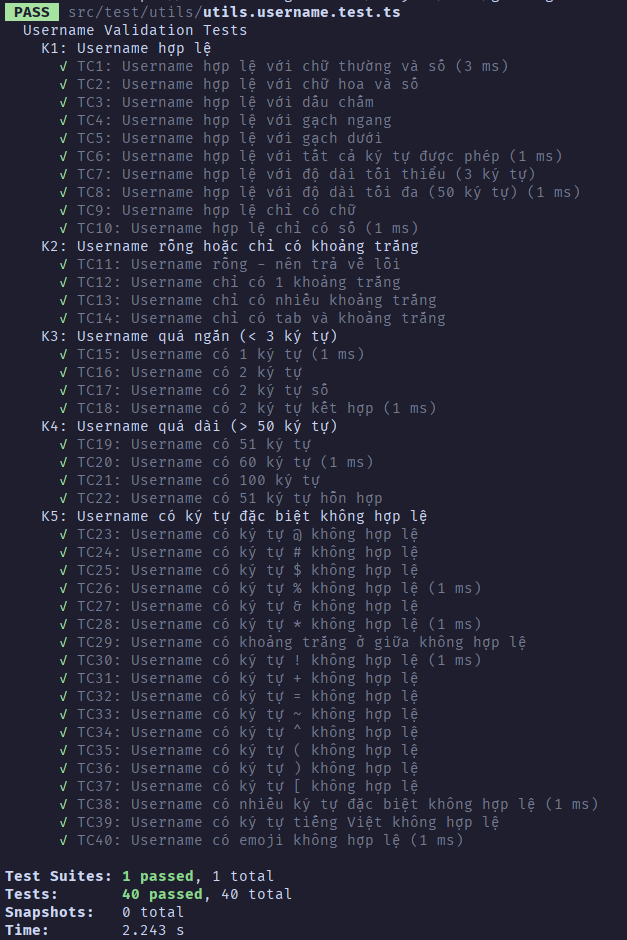 PASS src/test/utils/utils.username.test.ts
Username Validation Tests
K1: Username hợp lệ
√ TC1: Username hợp lệ với chữ thường và số (3 ms)
√ TC2: Username hợp lệ với chữ hoa và số
√ TC3: Username hợp lệ với dấu chấm
√ TC4: Username hợp lệ với gạch ngang
√ TC5: Username hợp lệ với gạch dưới
√ TC6: Username hợp lệ với tất cả ký tự được phép (1 ms)
√ TC7: Username hợp lệ với độ dài tối thiểu (3 ký tự)
√ TC8: Username hợp lệ với độ dài tối đa (50 ký tự) (1 ms)
√ TC9: Username hợp lệ chỉ có chữ
√ TC10: Username hợp lệ chỉ có số (1 ms)
K2: Username rỗng hoặc chỉ có khoảng trắng
√ TC11: Username rỗng - nên trả về lỗi
√ TC12: Username chỉ có 1 khoảng trắng
√ TC13: Username chỉ có nhiều khoảng trắng
√ TC14: Username chỉ có tab và khoảng trắng
K3: Username quá ngắn (< 3 ký tự)
√ TC15: Username có 1 ký tự (1 ms)
√ TC16: Username có 2 ký tự
√ TC17: Username có 2 ký tự số
√ TC18: Username có 2 ký tự kết hợp (1 ms)
K4: Username quá dài (> 50 ký tự)
√ TC19: Username có 51 ký tự
√ TC20: Username có 60 ký tự (1 ms)
√ TC21: Username có 100 ký tự
√ TC22: Username có 51 ký tự hỗn hợp
K5: Username có ký tự đặc biệt không hợp lệ
√ TC23: Username có ký tự @ không hợp lệ
√ TC24: Username có ký tự # không hợp lệ
√ TC25: Username có ký tự $ không hợp lệ
√ TC26: Username có ký tự % không hợp lệ (1 ms)
√ TC27: Username có ký tự & không hợp lệ
√ TC28: Username có ký tự * không hợp lệ (1 ms)
√ TC29: Username có khoảng trắng ở giữa không hợp lệ
√ TC30: Username có ký tự ! không hợp lệ (1 ms)
√ TC31: Username có ký tự + không hợp lệ
√ TC32: Username có ký tự = không hợp lệ
√ TC33: Username có ký tự ~ không hợp lệ
√ TC34: Username có ký tự ^ không hợp lệ
√ TC35: Username có ký tự ( không hợp lệ
√ TC36: Username có ký tự ) không hợp lệ
√ TC37: Username có ký tự [ không hợp lệ
√ TC38: Username có nhiều ký tự đặc biệt không hợp lệ (1 ms)
√ TC39: Username có ký tự tiếng Việt không hợp lệ
√ TC40: Username có emoji không hợp lệ (1 ms)
Test Suites: 1 passed, 1 total
Tests: 40 passed, 40 total
Snapshots: 0 total
Time: 2.243 s